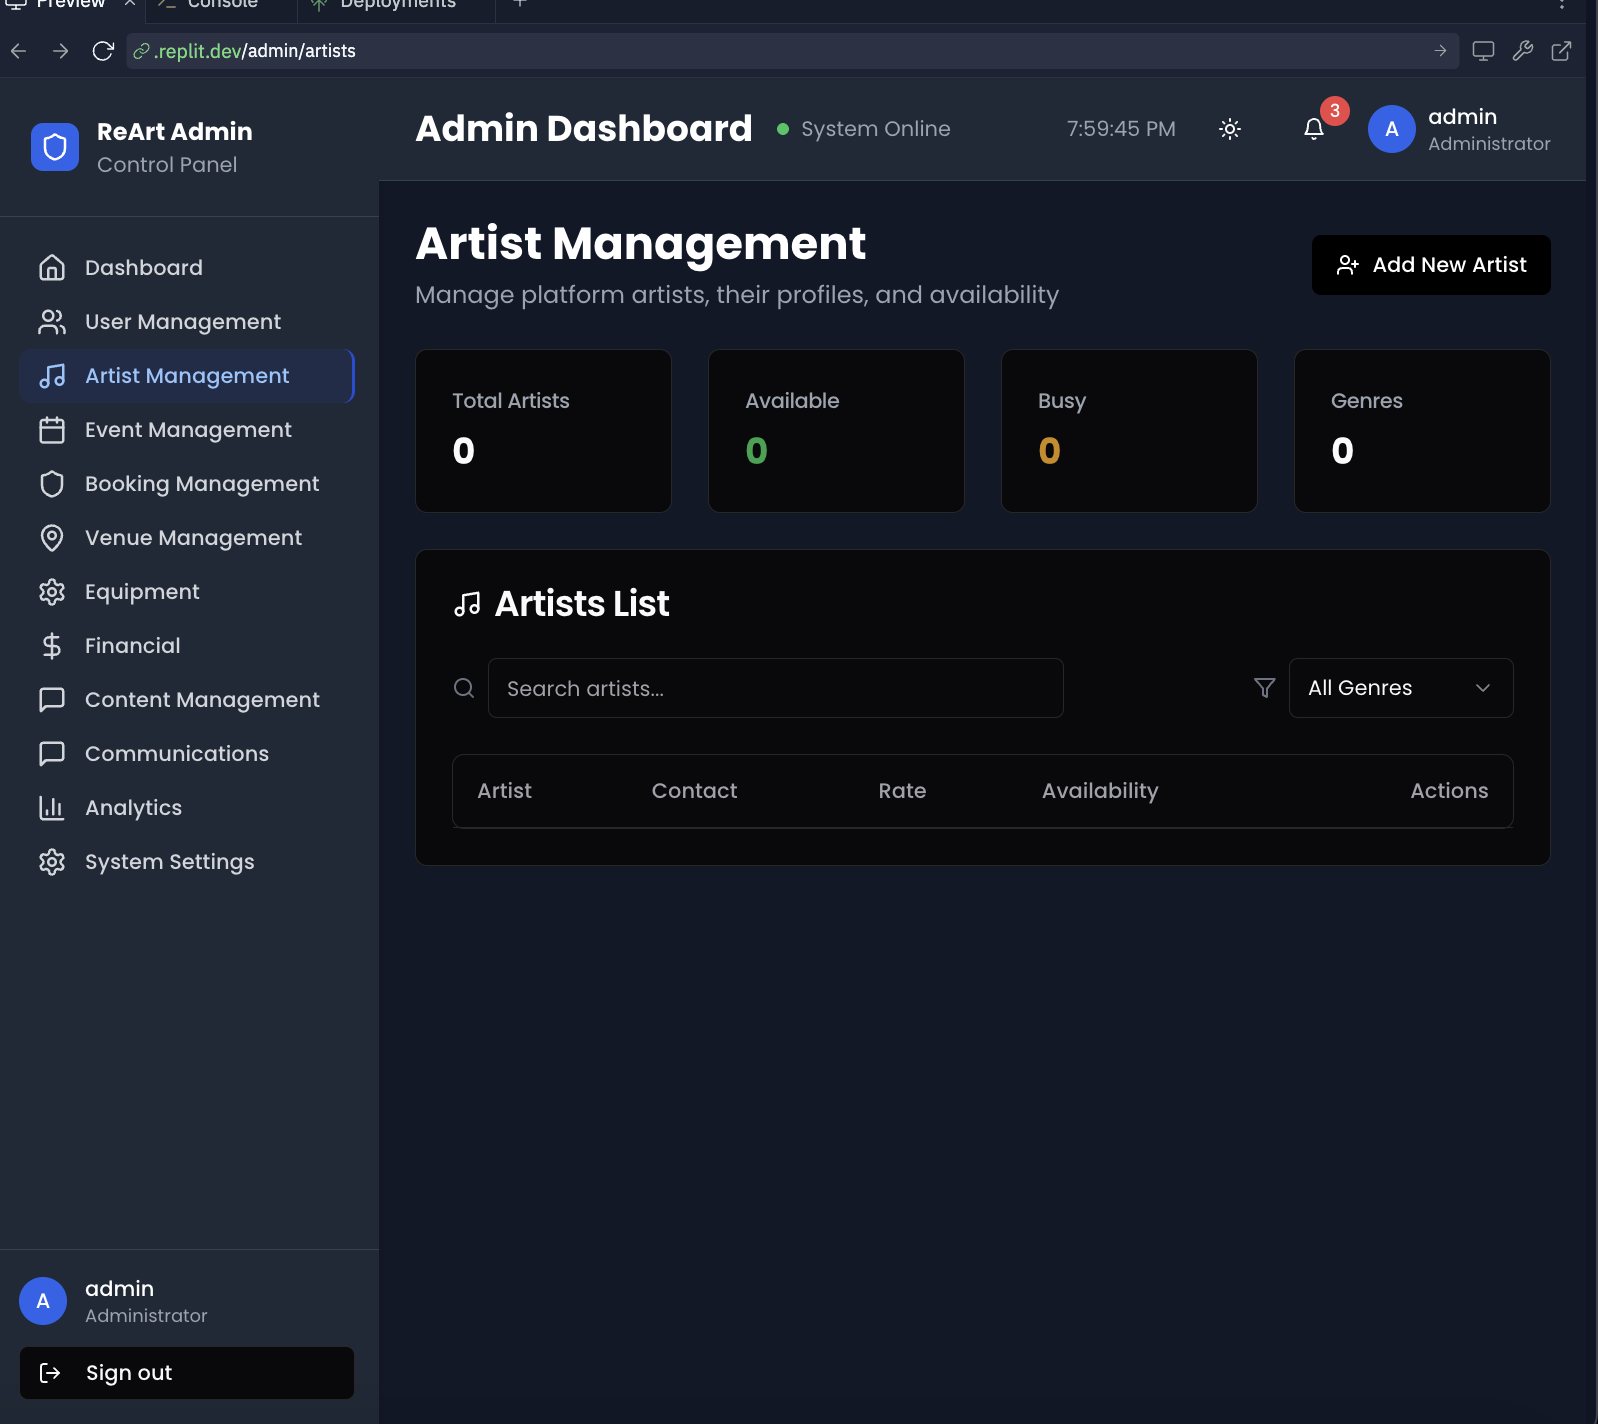 Preview
Console
Deployments
.replit.dev/admin/artists
ReArt Admin
Control Panel
Admin Dashboard
System Online
7:59:45 PM
3
A
admin
Administrator
Dashboard
User Management
Artist Management
Event Management
Booking Management
Venue Management
Equipment
Financial
Content Management
Communications
Analytics
System Settings
Artist Management
Manage platform artists, their profiles, and availability
Add New Artist
Total Artists
0
Available
0
Busy
0
Genres
0
Artists List
Search artists...
All Genres
Artist Contact Rate Availability Actions
A
admin
Administrator
Sign out